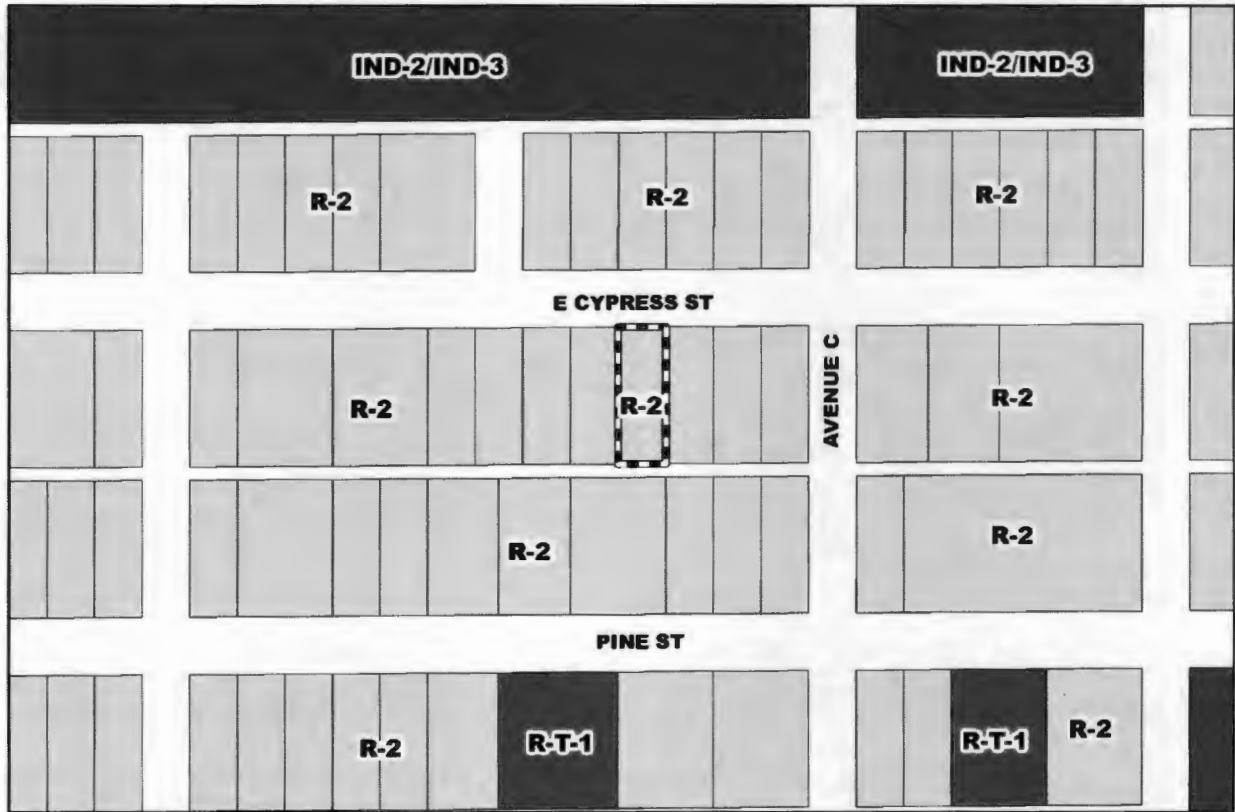 IND-2/IND-3
IND-2/IND-3
R-2
R-2
R-2
E CYPRESS ST
R-2
R-2
AVENUE C
R-2
R-2
R-2
PINE ST
R-2
R-T-1
R-T-1
R-2